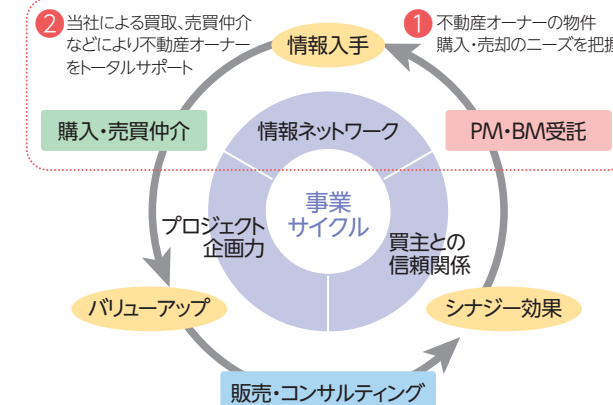 2 当社による買取、売買仲介
などにより不動産オーナー
をトータルサポート
1 不動産オーナーの物件
購入・売却のニーズを把握
情報入手
購入・売買仲介
情報ネットワーク
PM・BM受託
事業
サイクル
プロジェクト
企画力
買主との
信頼関係
バリューアップ
シナジー効果
販売・コンサルティング